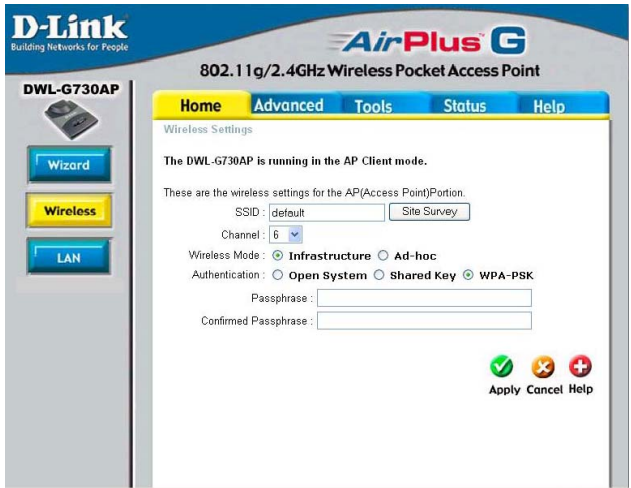 D-Link
Building Networks for People
AirPlus G
802.11g/2.4GHz Wireless Pocket Access Point
DWL-G730AP
Home Advanced Tools Status Help
Wizard
Wireless
LAN
Wireless Settings
The DWL-G730AP is running in the AP Client mode.
These are the wireless settings for the AP(Access Point)Portion.
SSID : default Site Survey
Channel : 6
Wireless Mode : Infrastructure Ad-hoc
Authentication : Open System Shared Key WPA-PSK
Passphrase :
Confirmed Passphrase :
Apply Cancel Help